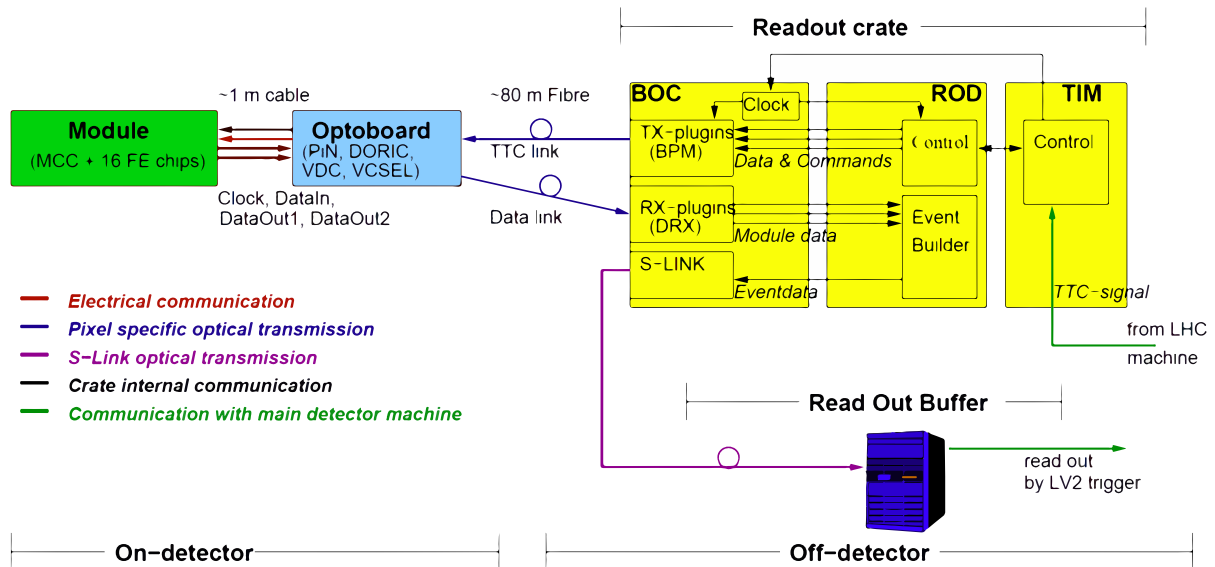 Readout crate
~1 m cable
~80 m Fibre
BOC
ROD
TIM
Clock
Module
(MCC + 16 FE chips)
Optoboard
(PiN, DORIC,
VDC, VCSEL)
TTC link
TX-plugins
(BPM)
Data & Commands
Control
Control
Clock, DataIn,
DataOut1, DataOut2
Data link
RX-plugins
(DRX)
Module data
Event
Builder
S-LINK
Eventdata
TTC-signal
from LHC
machine
Electrical communication
Pixel specific optical transmission
S-Link optical transmission
Crate internal communication
Communication with main detector machine
Read Out Buffer
read out
by LV2 trigger
On-detector
Off-detector